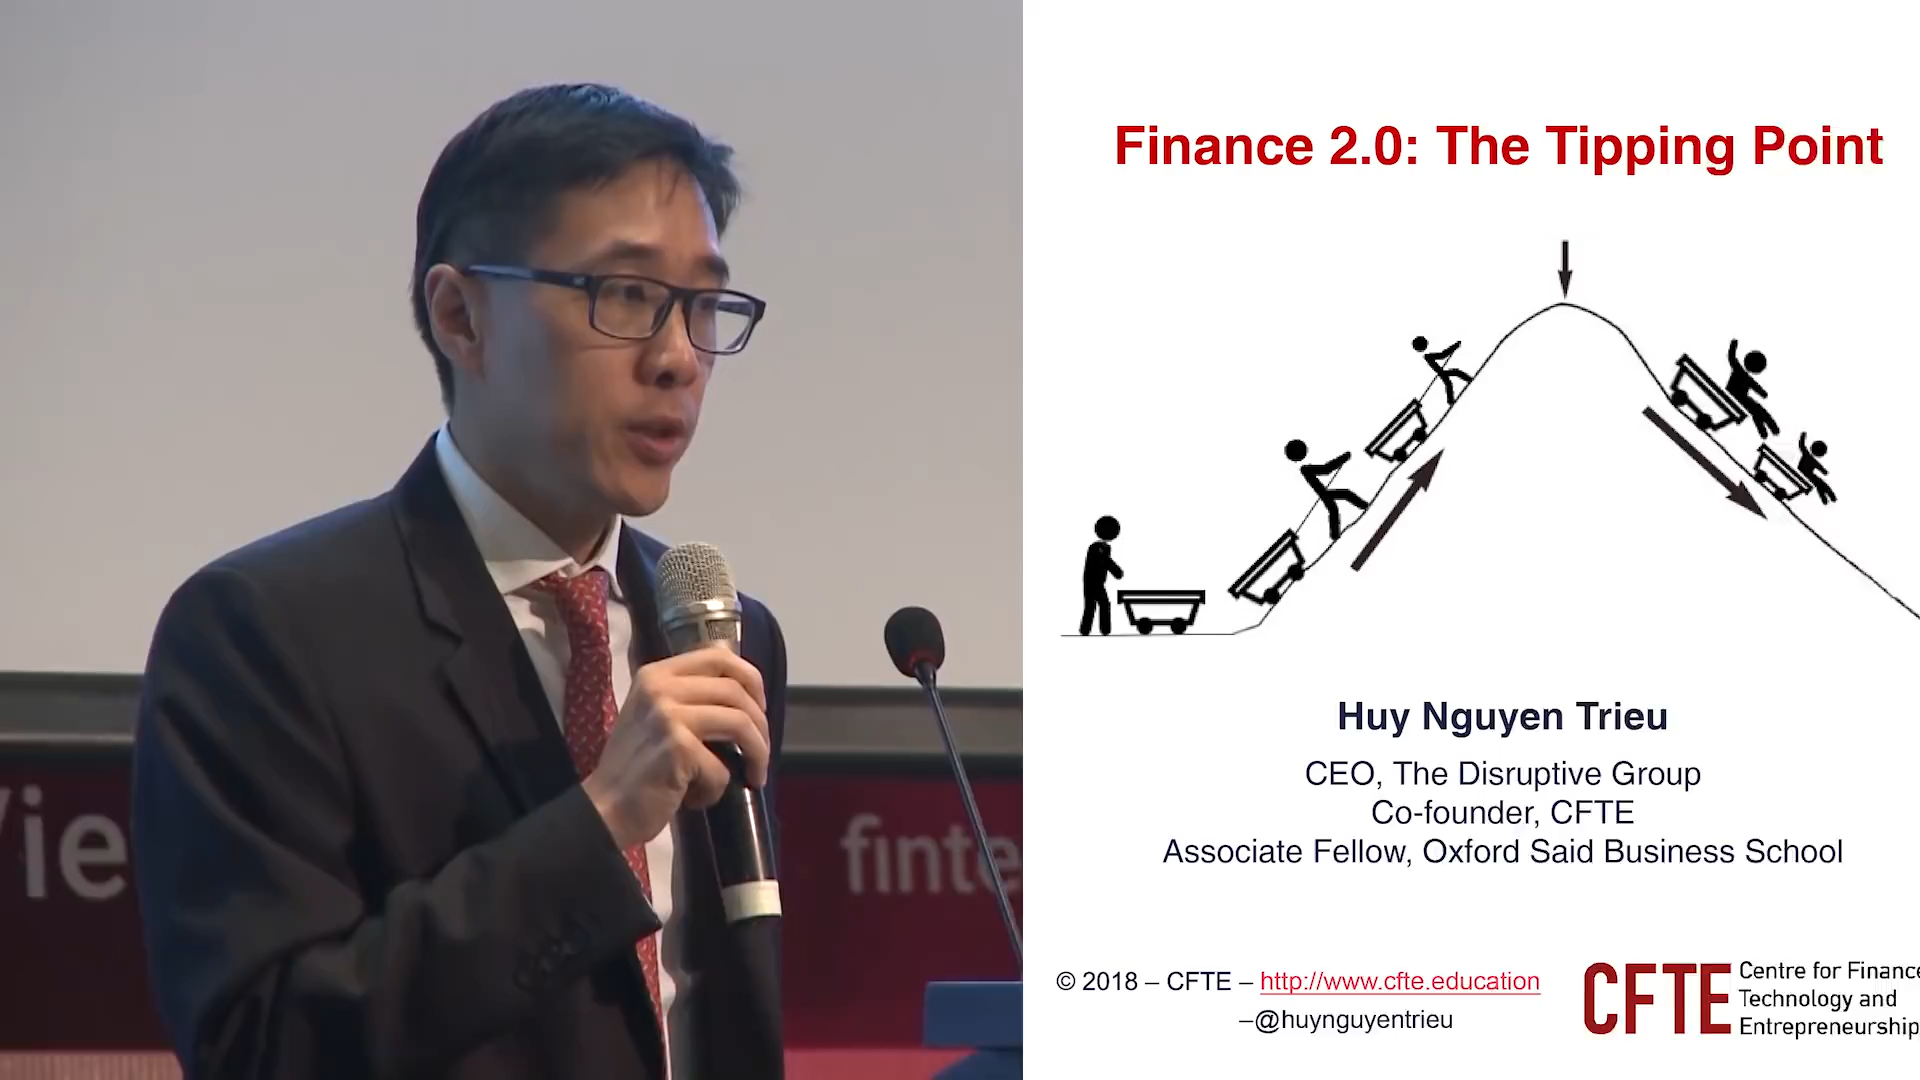 Finance 2.0: The Tipping Point
Huy Nguyen Trieu
CEO, The Disruptive Group
Co-founder, CFTE
Associate Fellow, Oxford Said Business School
© 2018 – CFTE – http://www.cfte.education
–@huynguyentrieu
CFTE
Centre for Finance
Technology and
Entrepreneurship